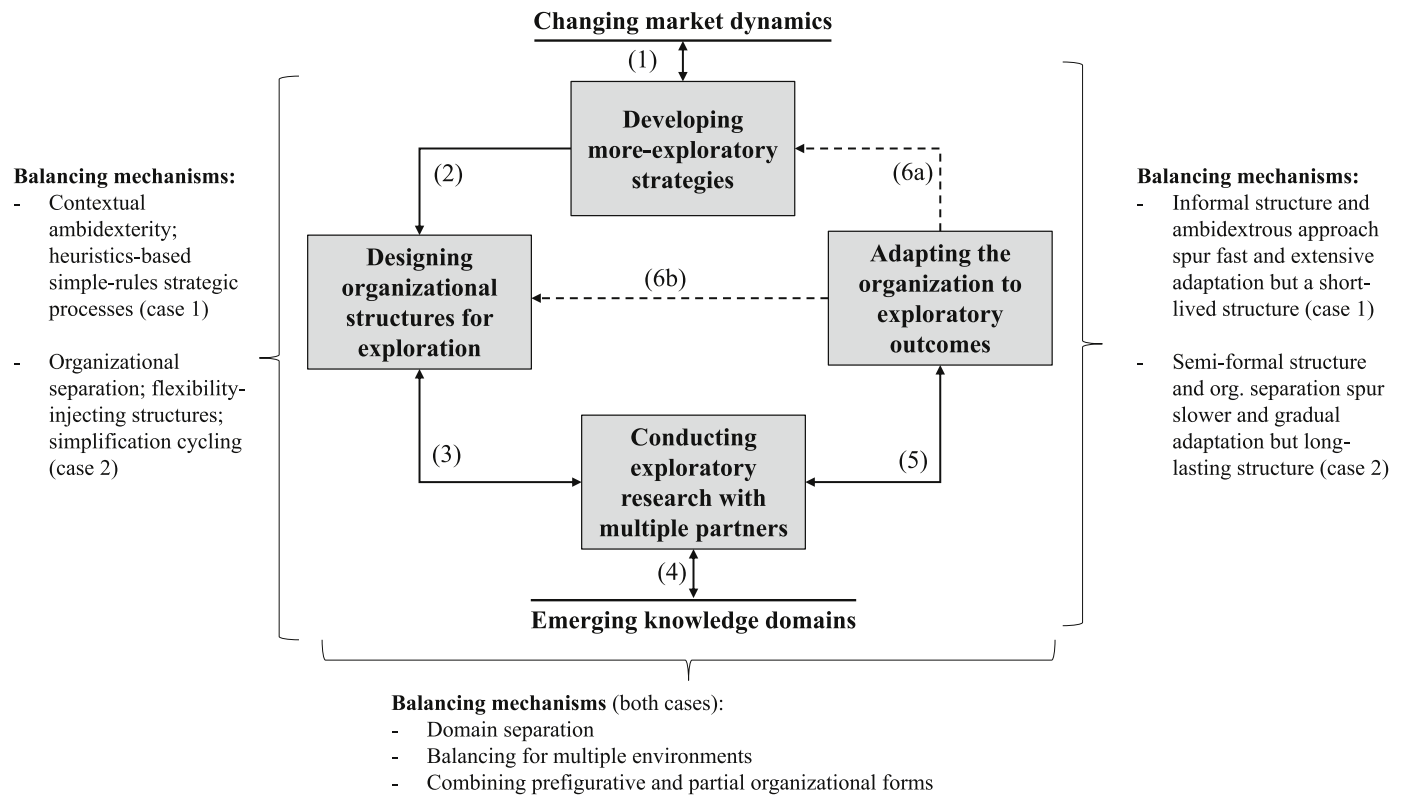 Changing market dynamics
(1)
Developing
more-exploratory
strategies
(2)
(6a)
Balancing mechanisms:
- Contextual
ambidexterity;
heuristics-based
simple-rules strategic
processes (case 1)
- Organizational
separation; flexibility-
injecting structures;
simplification cycling
(case 2)
Designing
organizational
structures for
exploration
(6b)
Adapting the
organization to
exploratory
outcomes
Balancing mechanisms:
- Informal structure and
ambidextrous approach
spur fast and extensive
adaptation but a short-
lived structure (case 1)
- Semi-formal structure
and org. separation spur
slower and gradual
adaptation but long-
lasting structure (case 2)
(3)
Conducting
exploratory
research with
multiple partners
(5)
(4)
Emerging knowledge domains
Balancing mechanisms (both cases):
- Domain separation
- Balancing for multiple environments
- Combining prefigurative and partial organizational forms